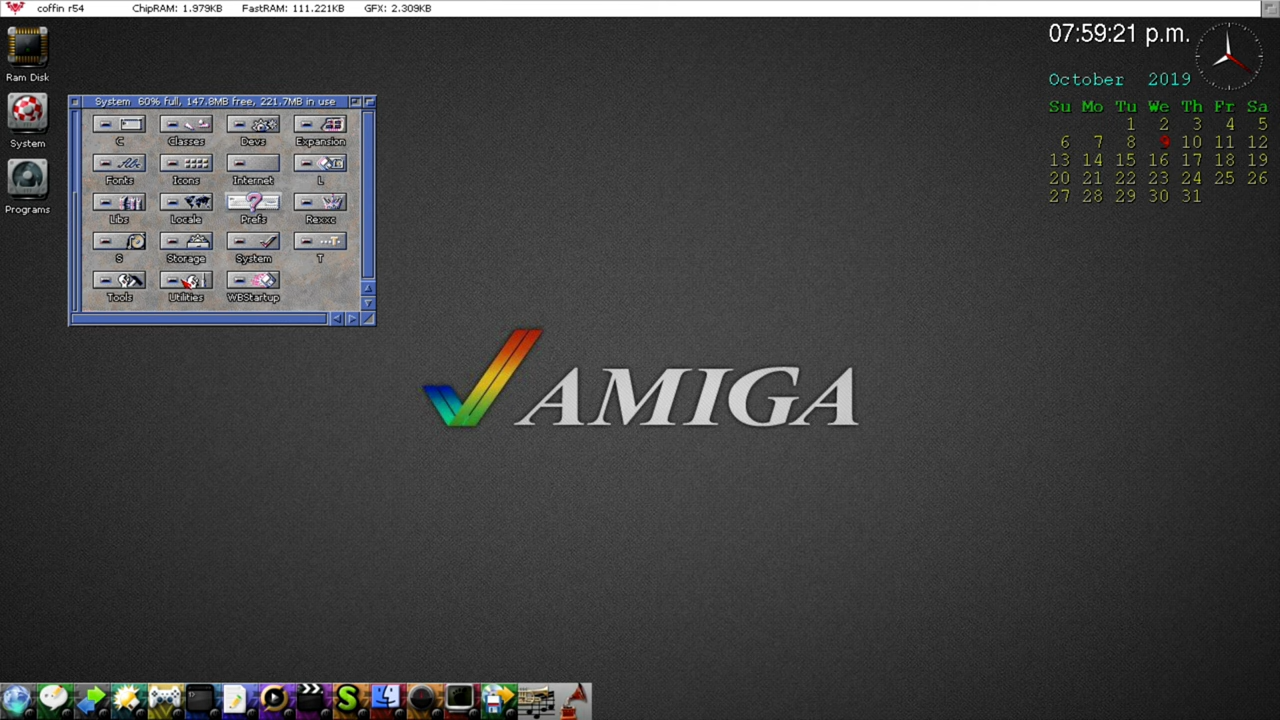 coffin r54 ChipRAM: 1.979KB FastRAM: 111.221KB GFX: 2.309KB
07:59:21 p.m.
Ram Disk
System
Programs
System 60% full, 147.8MB free, 221.7MB in use
C Classes Devs Expansion
Fonts Icons Internet L
Libs Locale Prefs Rexxc
S Storage System T
Tools Utilities WBStartup
October 2019
Su Mo Tu We Th Fr Sa
1 2 3 4 5
6 7 8 9 10 11 12
13 14 15 16 17 18 19
20 21 22 23 24 25 26
27 28 29 30 31
AMIGA